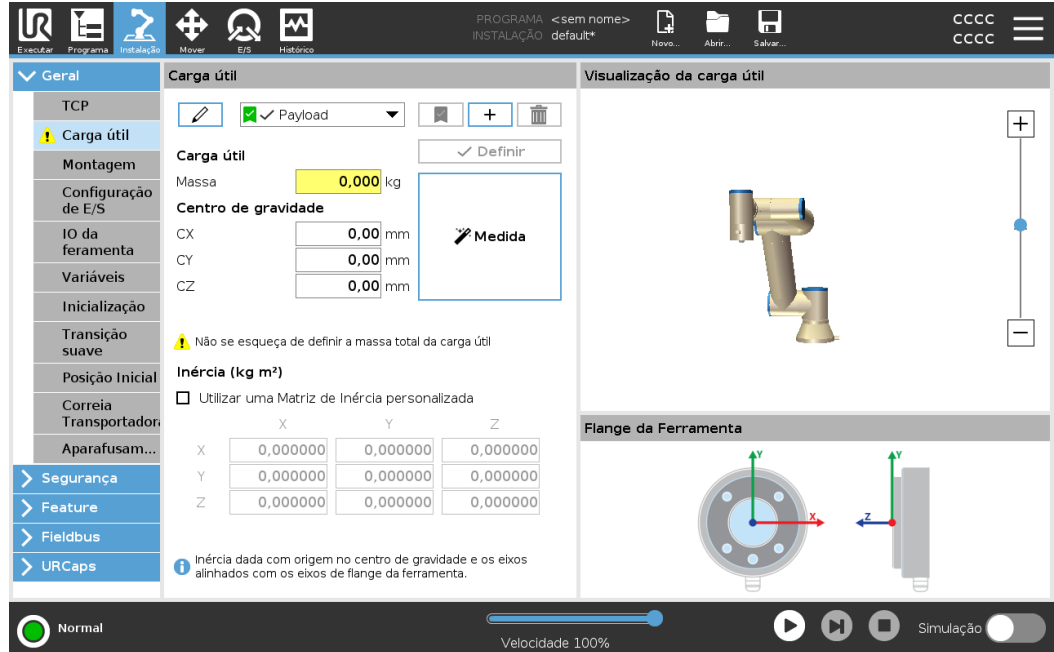 PROGRAMA <sem nome>
INSTALAÇÃO default*
CCCC
CCCC
Executar Programa Instalação Mover E/S Histórico Novo... Abrir... Salvar...
Geral
TCP
Carga útil
Montagem
Configuração
de E/S
IO da
ferramenta
Variáveis
Inicialização
Transição
suave
Posição Inicial
Correia
Transportador
Aparafusam...
Segurança
Feature
Fieldbus
URCaps
Carga útil
Payload
Definir
Carga útil
Massa 0,000 kg
Centro de gravidade
CX 0,00 mm
CY 0,00 mm
CZ 0,00 mm
Medida
Não se esqueça de definir a massa total da carga útil
Inércia (kg m²)
Utilizar uma Matriz de Inércia personalizada
X Y Z
X 0,000000 0,000000 0,000000
Y 0,000000 0,000000 0,000000
Z 0,000000 0,000000 0,000000
Inércia dada com origem no centro de gravidade e os eixos
alinhados com os eixos de flange da ferramenta.
Visualização da carga útil
Flange da Ferramenta
Y Y
X Z
Normal
Velocidade 100%
Simulação